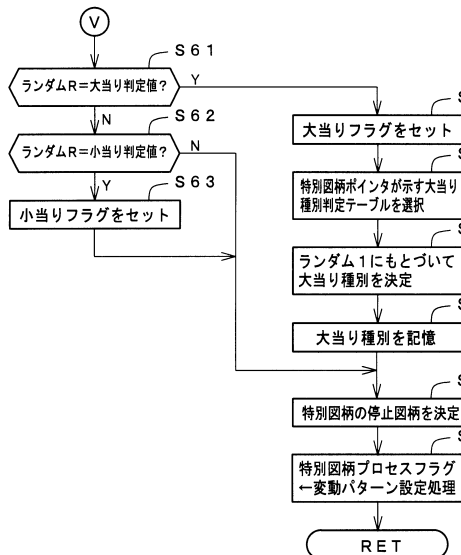 V
S61
ランダムR=大当り判定値?
Y
N
S62
ランダムR=小当り判定値?
N
Y
S63
小当りフラグをセット
S
大当りフラグをセット
S
特別図柄ポインタが示す大当り
種別判定テーブルを選択
S
ランダム1にもとづいて
大当り種別を決定
S
大当り種別を記憶
S
特別図柄の停止図柄を決定
S
特別図柄プロセスフラグ
←変動パターン設定処理
RET